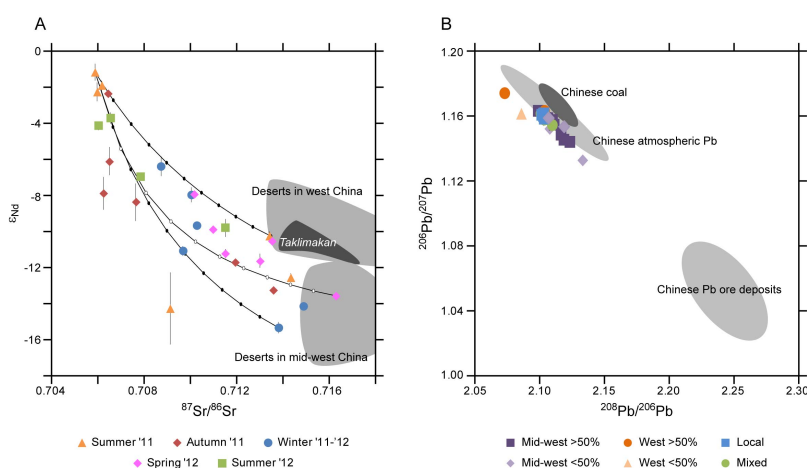 A
B
0
-4
-8
-12
-16
εNd
0.704
0.708
0.712
0.716
87Sr/86Sr
Deserts in west China
Taklimakan
Deserts in mid-west China
Summer '11
Autumn '11
Winter '11-'12
Spring '12
Summer '12
1.20
1.16
1.12
1.08
1.04
1.00
206Pb/207Pb
2.05
2.10
2.15
2.20
2.25
2.30
208Pb/206Pb
Chinese coal
Chinese atmospheric Pb
Chinese Pb ore deposits
Mid-west >50%
West >50%
Local
Mid-west <50%
West <50%
Mixed